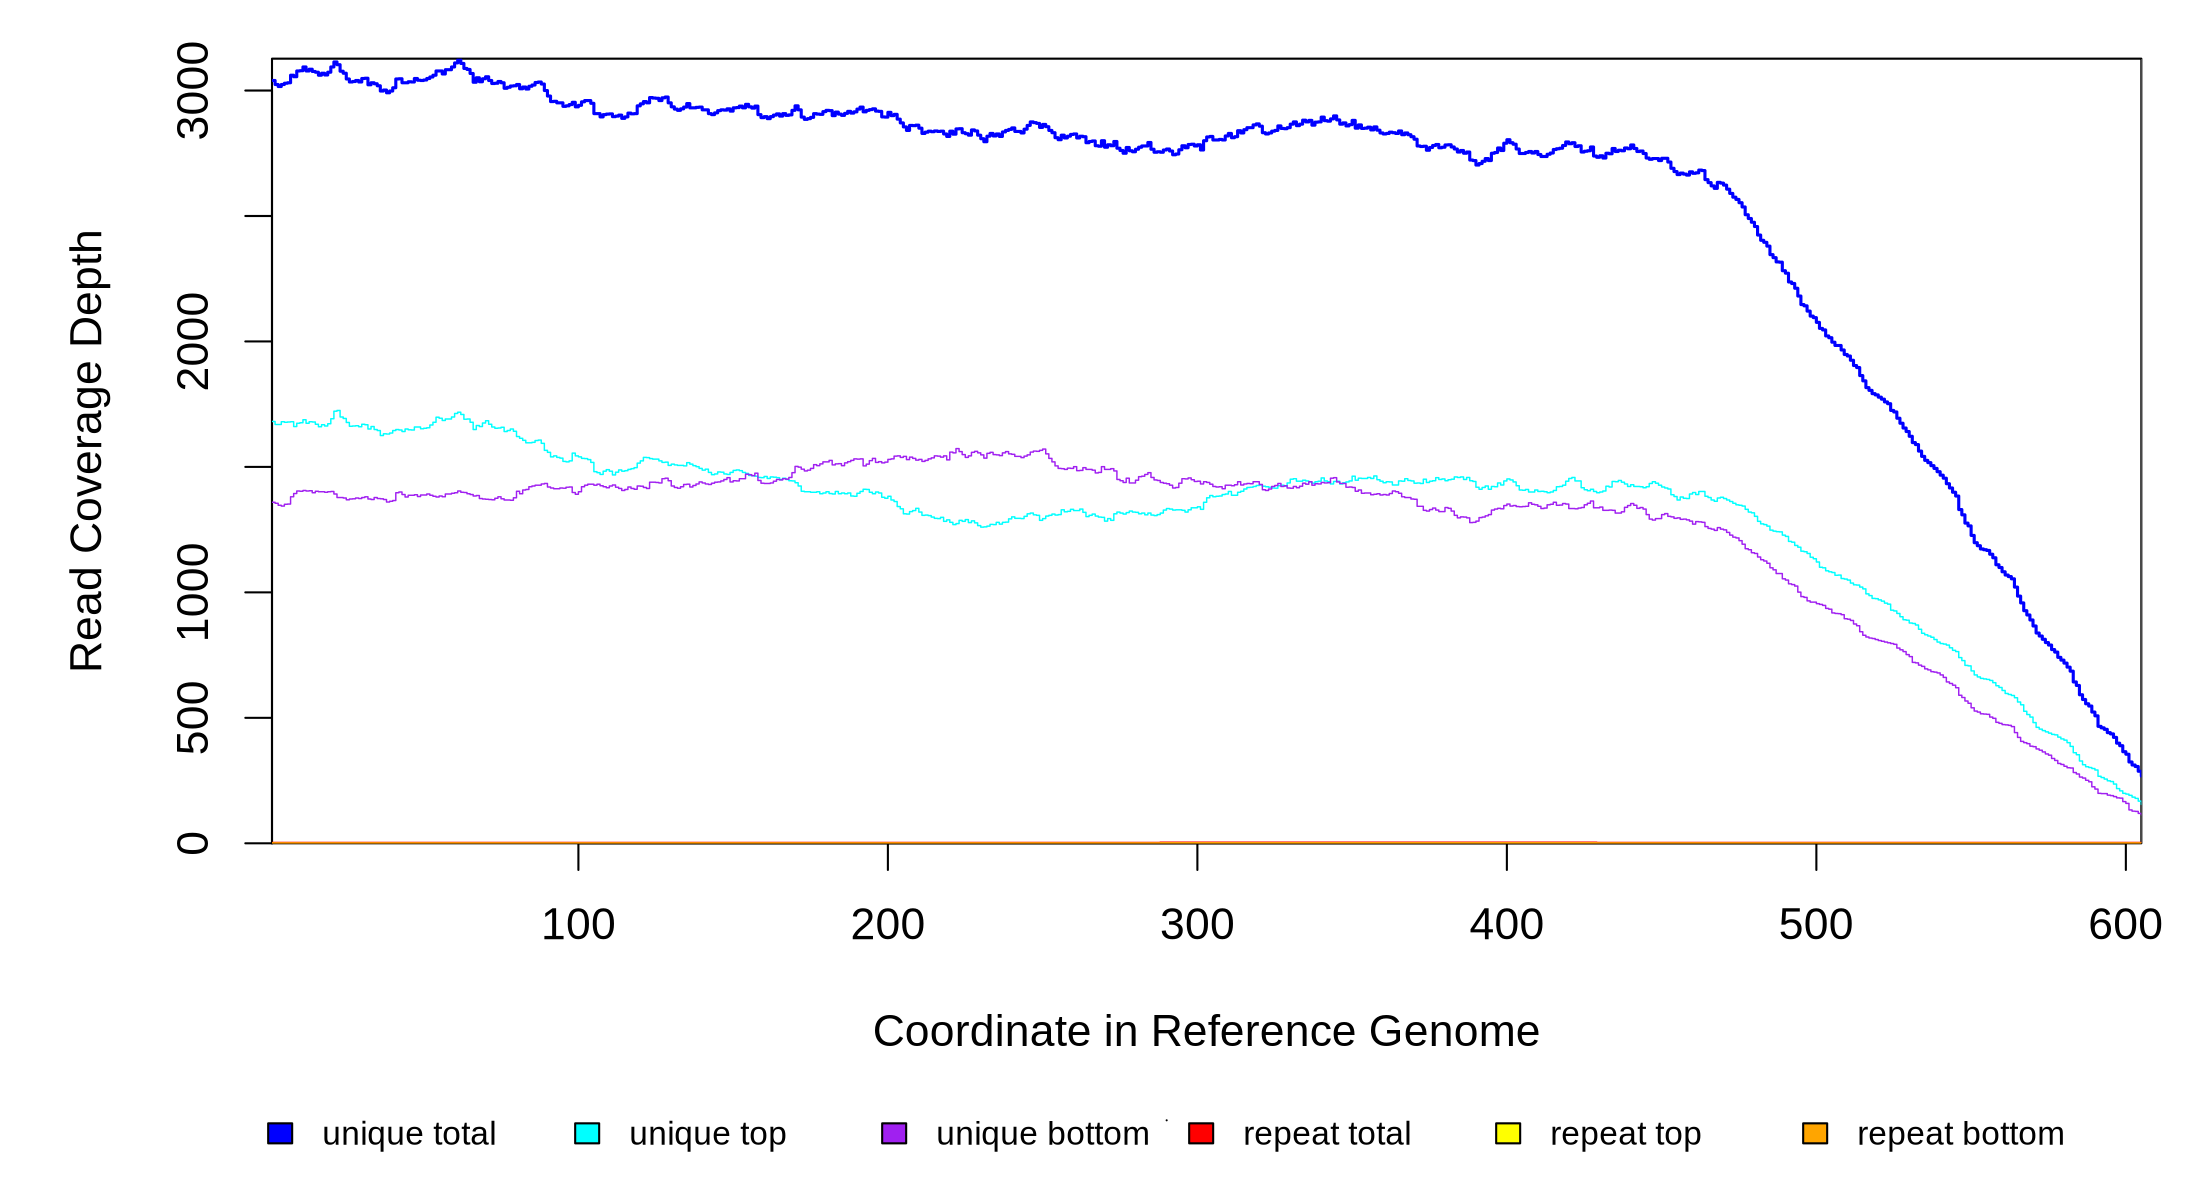 3000
2000
1000
500
0
Read Coverage Depth
100 200 300 400 500 600
Coordinate in Reference Genome
unique total unique top unique bottom repeat total repeat top repeat bottom